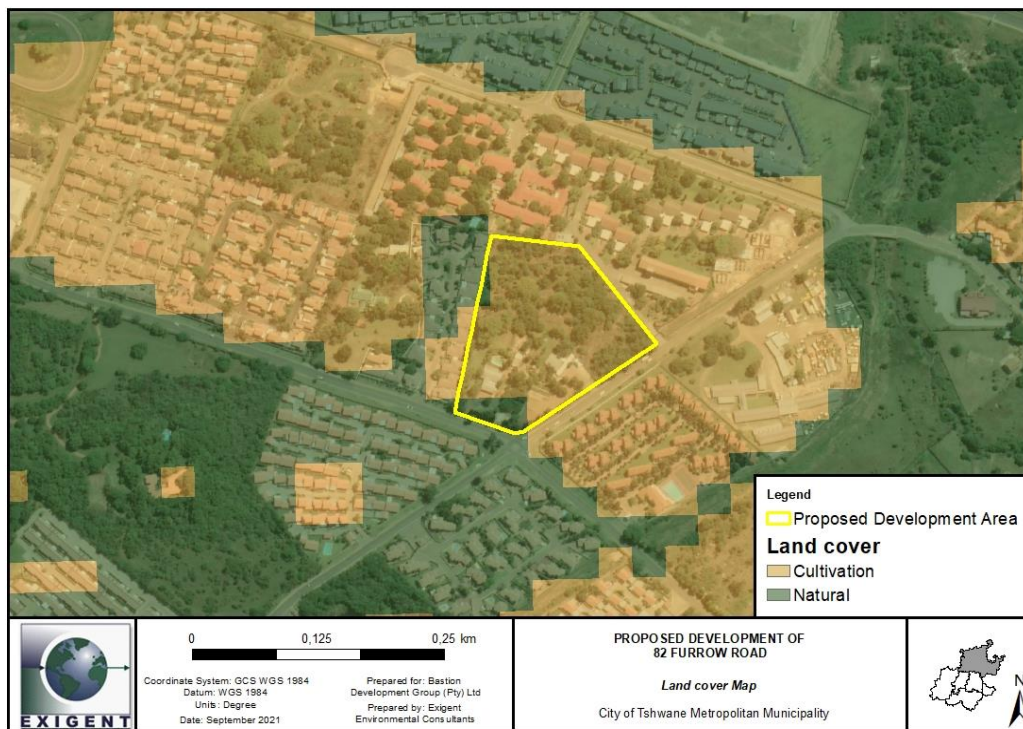 Legend
Proposed Development Area
Land cover
Cultivation
Natural
EXIGENT
0 0,125 0,25 km
Coordinate System: GCS WGS 1984
Datum: WGS 1984
Units: Degree
Date: September 2021
Prepared for: Bastion
Development Group (Pty) Ltd
Prepared by: Exigent
Environmental Consultants
PROPOSED DEVELOPMENT OF
82 FURROW ROAD
Land cover Map
City of Tshwane Metropolitan Municipality
N